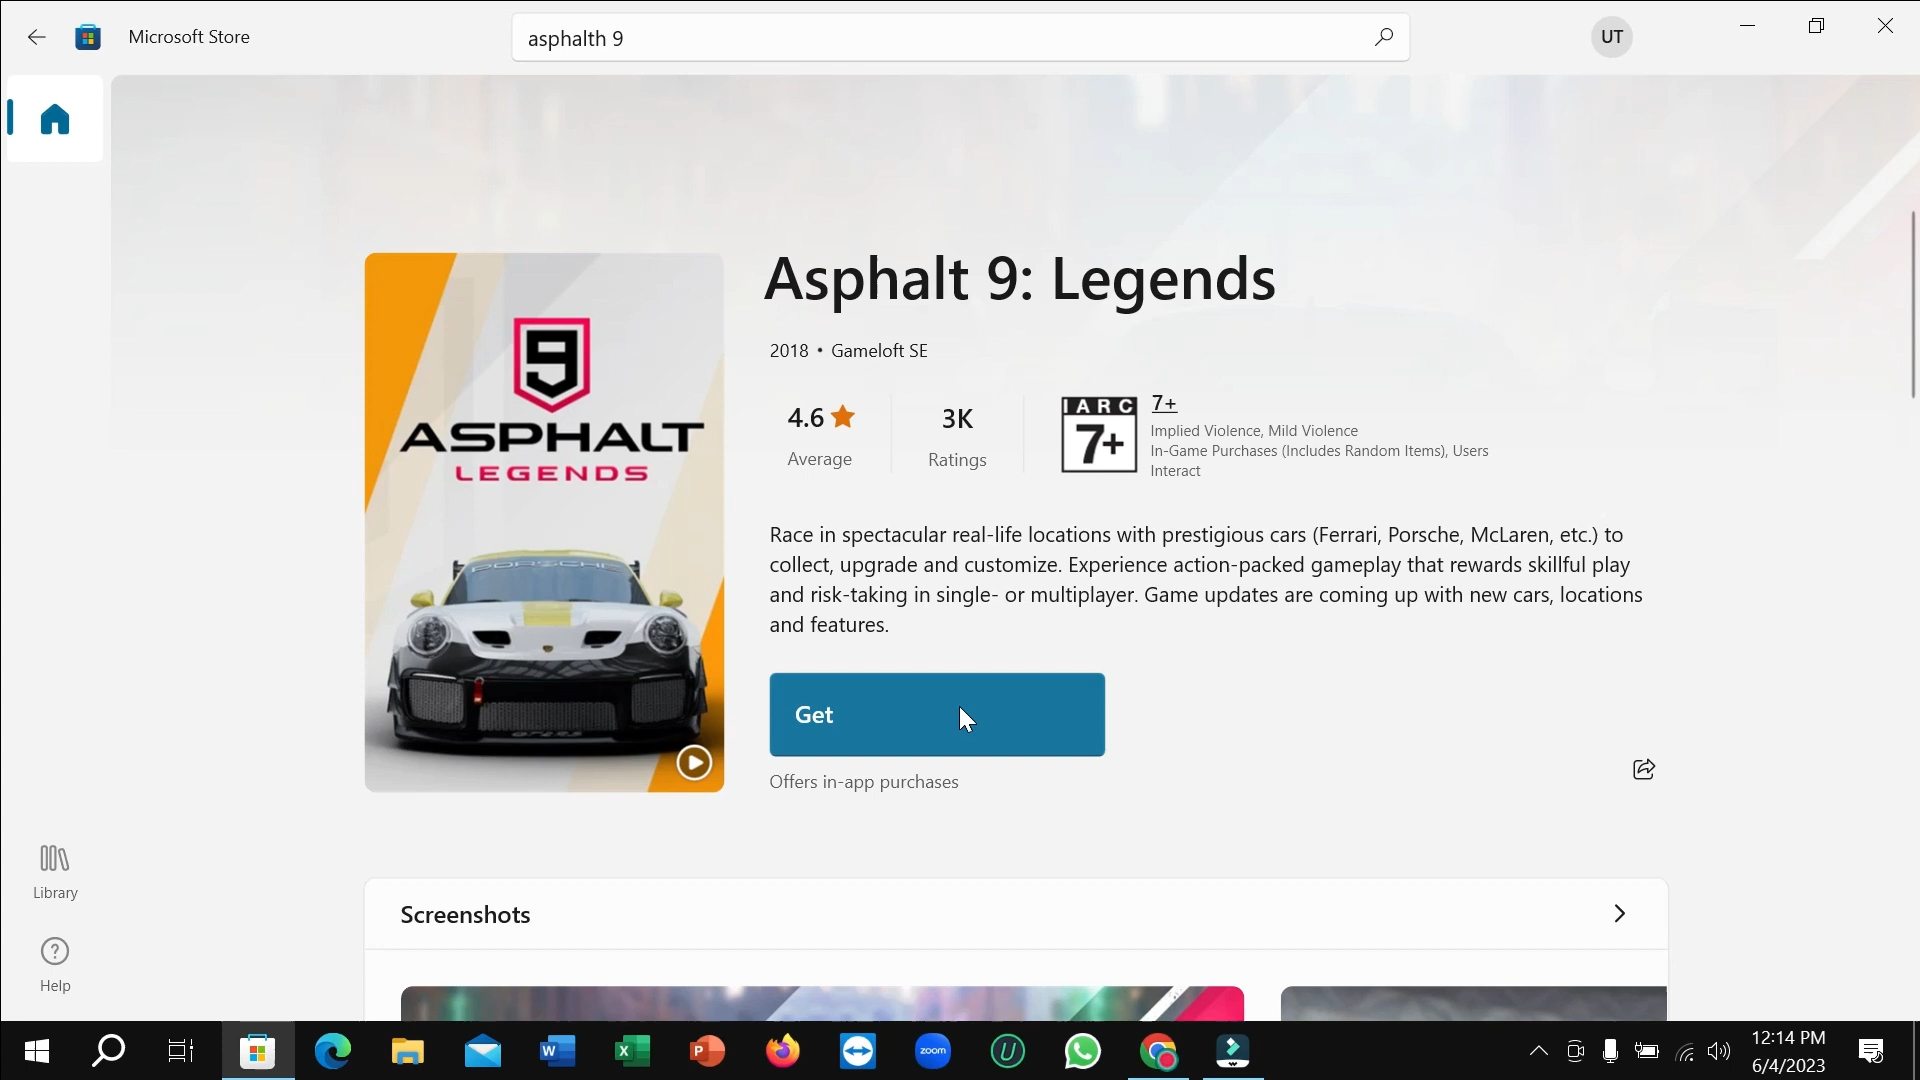 Microsoft Store
asphalth 9
UT
Asphalt 9: Legends
2018 • Gameloft SE
4.6
Average
3K
Ratings
IARC
7+
7+
Implied Violence, Mild Violence
In-Game Purchases (Includes Random Items), Users
Interact
9
ASPHALT
LEGENDS
PORSCHE
Race in spectacular real-life locations with prestigious cars (Ferrari, Porsche, McLaren, etc.) to
collect, upgrade and customize. Experience action-packed gameplay that rewards skillful play
and risk-taking in single- or multiplayer. Game updates are coming up with new cars, locations
and features.
Get
Offers in-app purchases
Library
Help
Screenshots
W
X
P
zoom
U
12:14 PM
6/4/2023